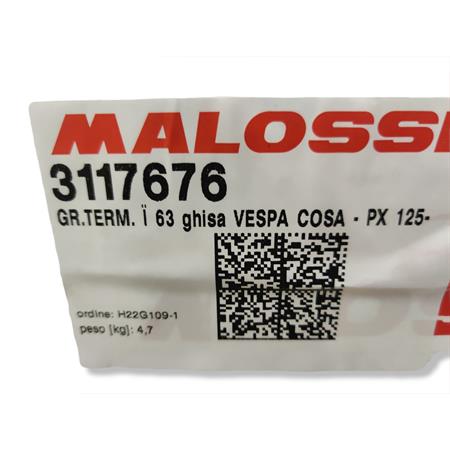 MALOSSI
3117676
GR.TERM. Ï 63 ghisa VESPA COSA - PX 125-
ordine: H22G109-1
peso [kg]: 4,7